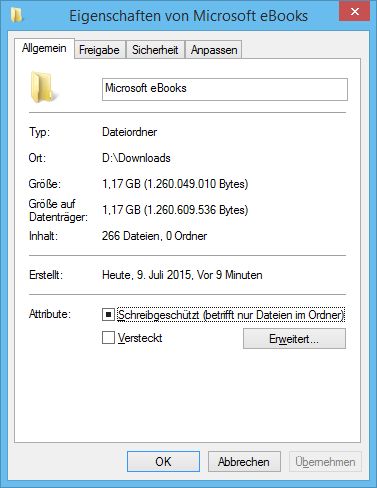 Eigenschaften von Microsoft eBooks
Allgemein Freigabe Sicherheit Anpassen
Microsoft eBooks
Typ: Dateiordner
Ort: D:\Downloads
Größe: 1,17 GB (1.260.049.010 Bytes)
Größe auf
Datenträger: 1,17 GB (1.260.609.536 Bytes)
Inhalt: 266 Dateien, 0 Ordner
Erstellt: Heute, 9. Juli 2015, Vor 9 Minuten
Attribute: Schreibgeschützt (betrifft nur Dateien im Ordner)
Versteckt Erweitert...
OK Abbrechen Übernehmen